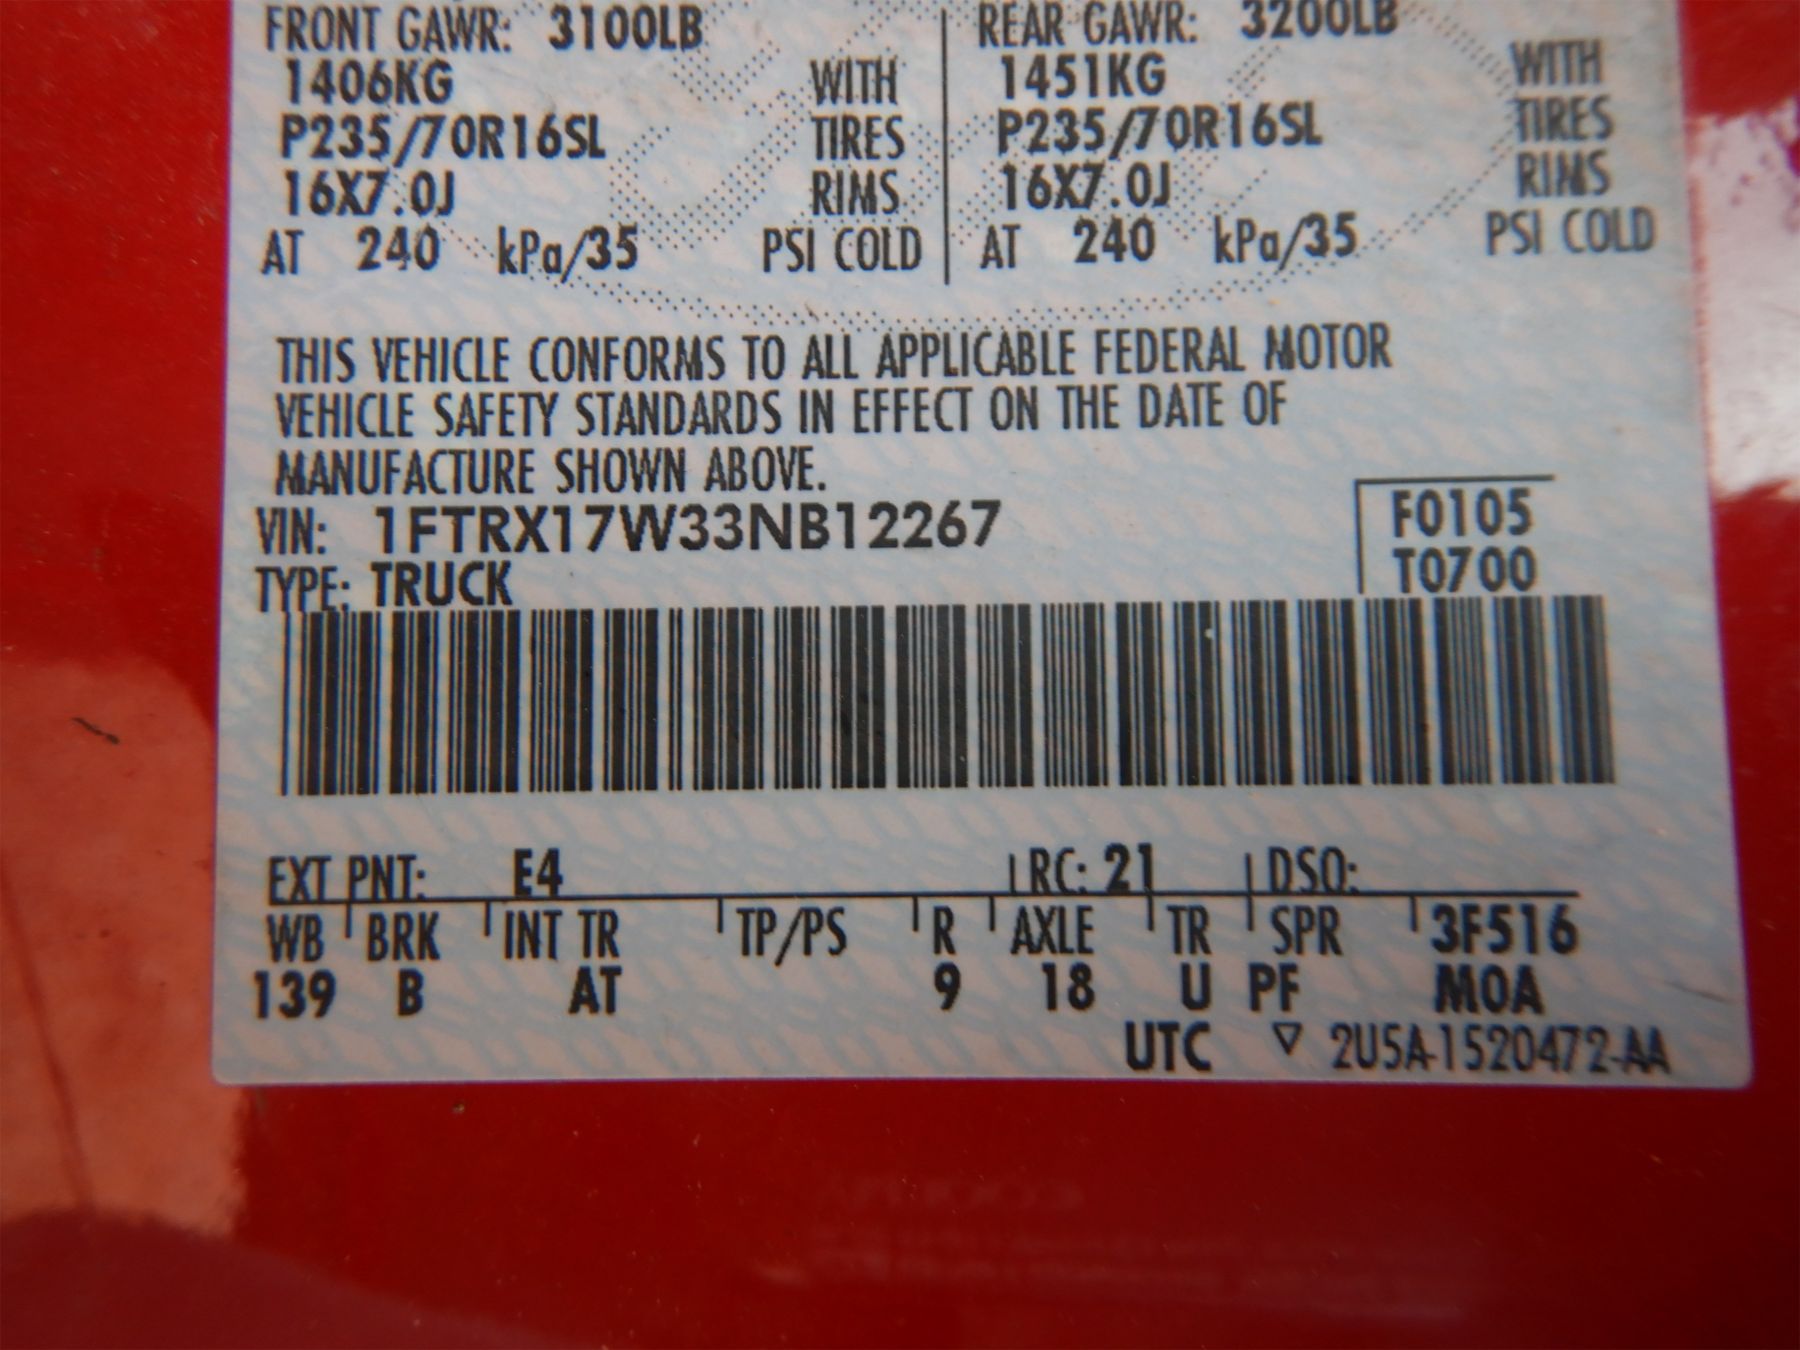 FRONT GAWR: 3100LB
1406KG WITH
P235/70R16SL TIRES
16X7.0J RIMS
AT 240 kPa/35 PSI COLD
REAR GAWR: 3200LB
1451KG WITH
P235/70R16SL TIRES
16X7.0J RIMS
AT 240 kPa/35 PSI COLD
THIS VEHICLE CONFORMS TO ALL APPLICABLE FEDERAL MOTOR
VEHICLE SAFETY STANDARDS IN EFFECT ON THE DATE OF
MANUFACTURE SHOWN ABOVE.
VIN: 1FTRX17W33NB12267
TYPE: TRUCK
F0105
T0700
EXT PNT: E4 RC: 21 DSO:
WB BRK INT TR TP/PS R AXLE TR SPR 3F516
139 B AT 9 18 U PF MOA
UTC ▽ 2U5A-1520472-AA